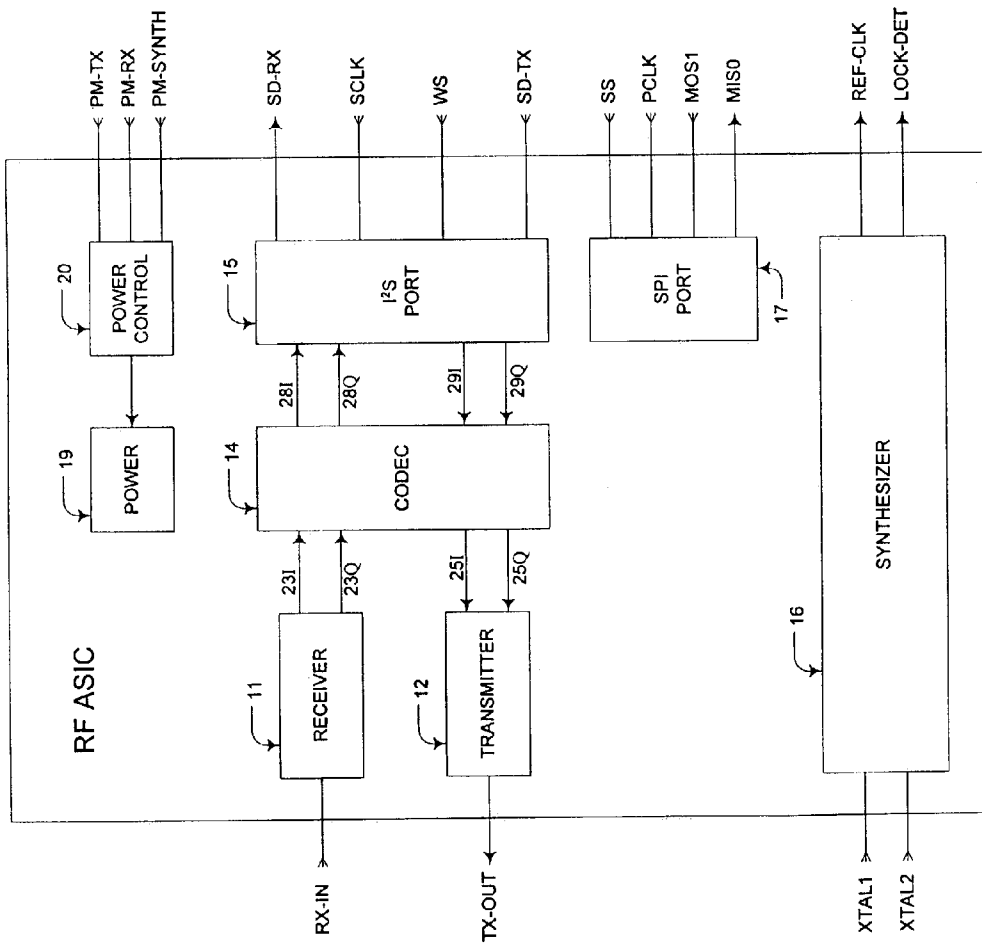 RF ASIC
PM-TX
PM-RX
PM-SYNTH
20
POWER
CONTROL
19
POWER
SD-RX
SCLK
WS
SD-TX
15
I²S
PORT
28I
28Q
29I
29Q
14
CODEC
23I
23Q
25I
25Q
11
RECEIVER
12
TRANSMITTER
RX-IN
TX-OUT
SS
PCLK
MOS1
MIS0
SPI
PORT
17
REF-CLK
LOCK-DET
16
SYNTHESIZER
XTAL1
XTAL2